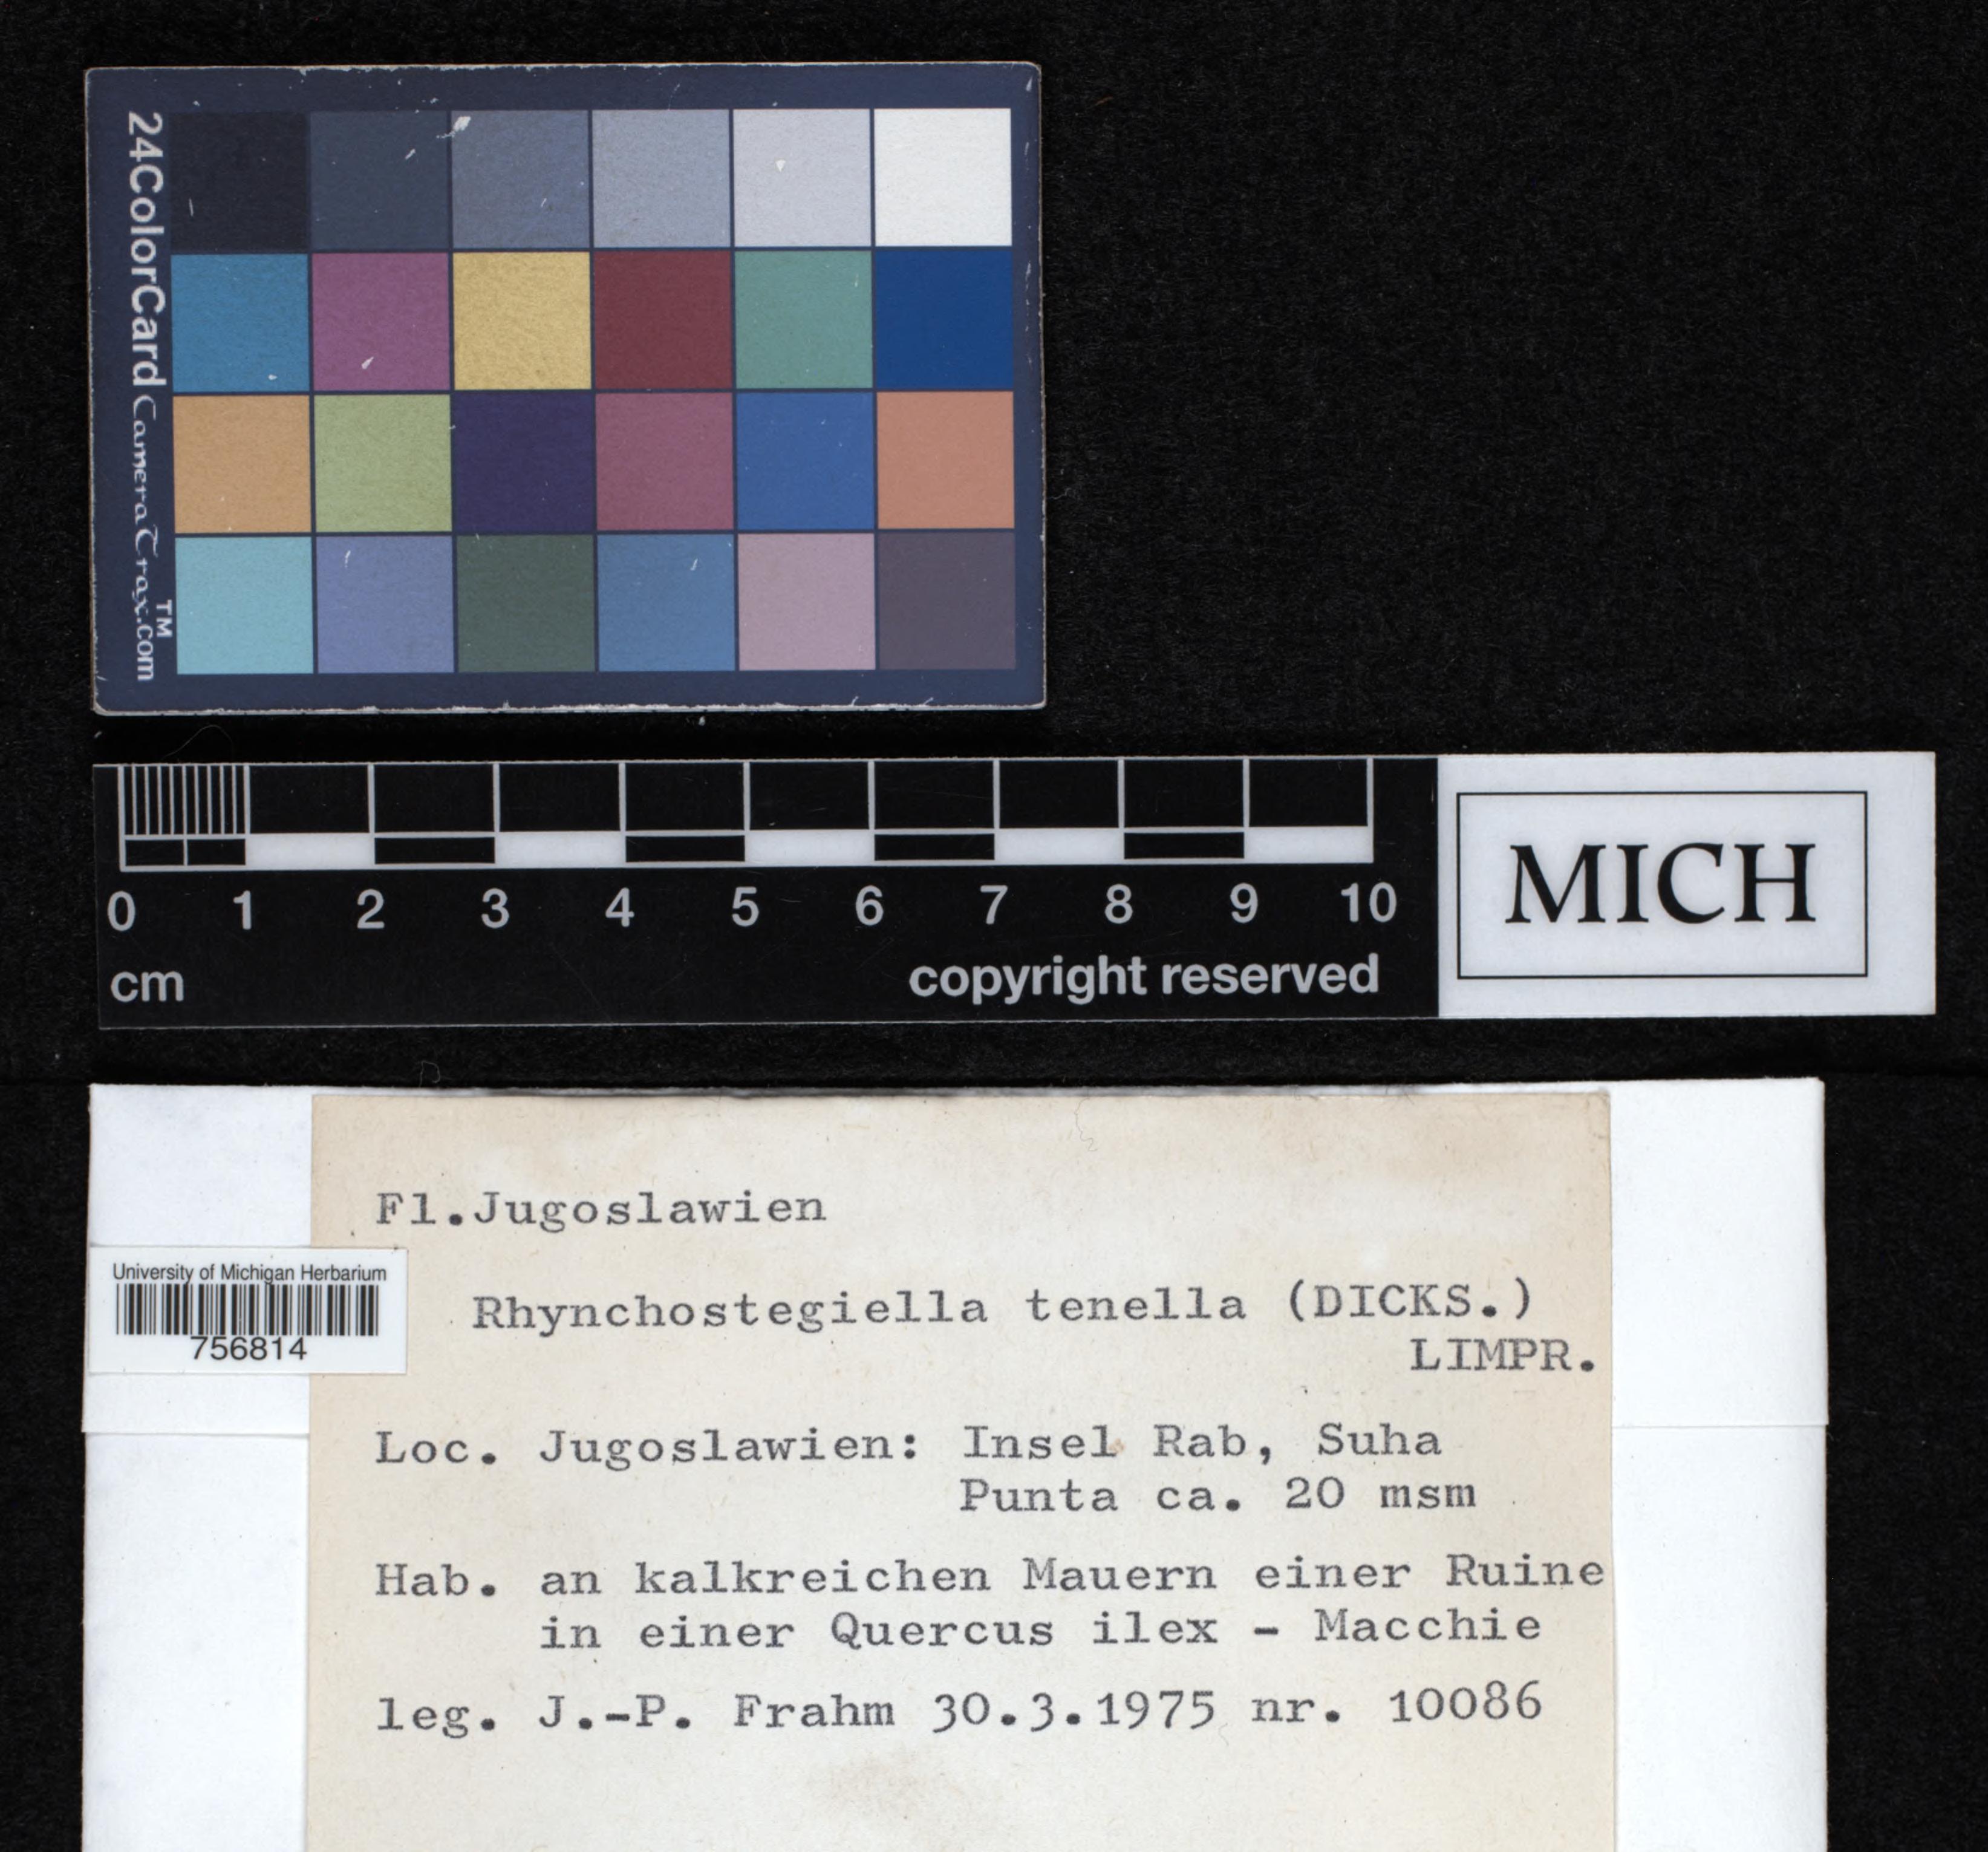 24ColorCard CameraTrax.com
TM
0 1 2 3 4 5 6 7 8 9 10
cm
copyright reserved
MICH
Fl.Jugoslawien
University of Michigan Herbarium
756814
Rhynchostegiella tenella (DICKS.)
LIMPR.
Loc. Jugoslawien: Insel Rab, Suha
Punta ca. 20 msm
Hab. an kalkreichen Mauern einer Ruine
in einer Quercus ilex - Macchie
leg. J.-P. Frahm 30.3.1975 nr. 10086